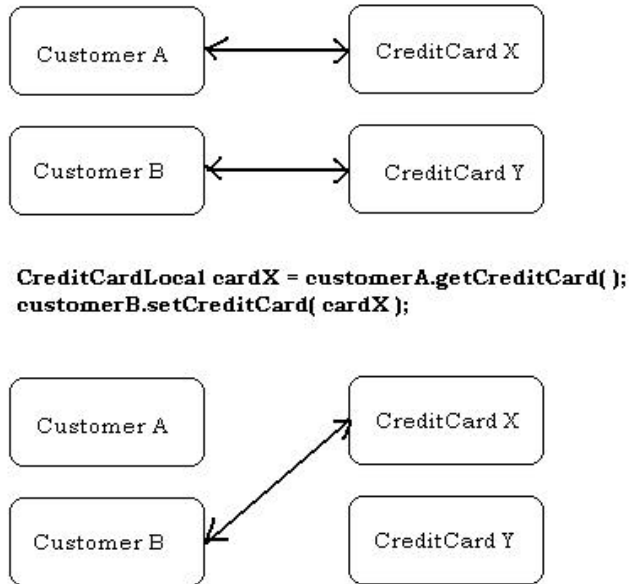 Customer A
CreditCard X
Customer B
CreditCard Y
CreditCardLocal cardX = customerA.getCreditCard( );
customerB.setCreditCard( cardX );
Customer A
CreditCard X
Customer B
CreditCard Y